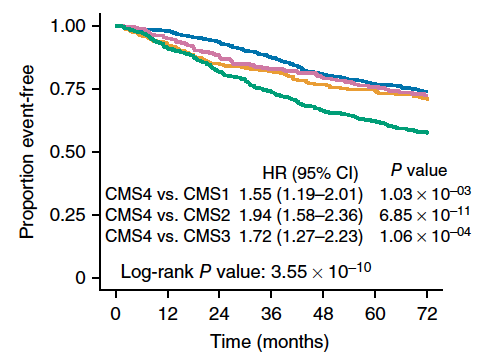 1.00
0.75
0.50
0.25
0
Proportion event-free
HR (95% CI) P value
CMS4 vs. CMS1 1.55 (1.19–2.01) 1.03 × 10⁻⁰³
CMS4 vs. CMS2 1.94 (1.58–2.36) 6.85 × 10⁻¹¹
CMS4 vs. CMS3 1.72 (1.27–2.23) 1.06 × 10⁻⁰⁴
Log-rank P value: 3.55 × 10⁻¹⁰
0 12 24 36 48 60 72
Time (months)